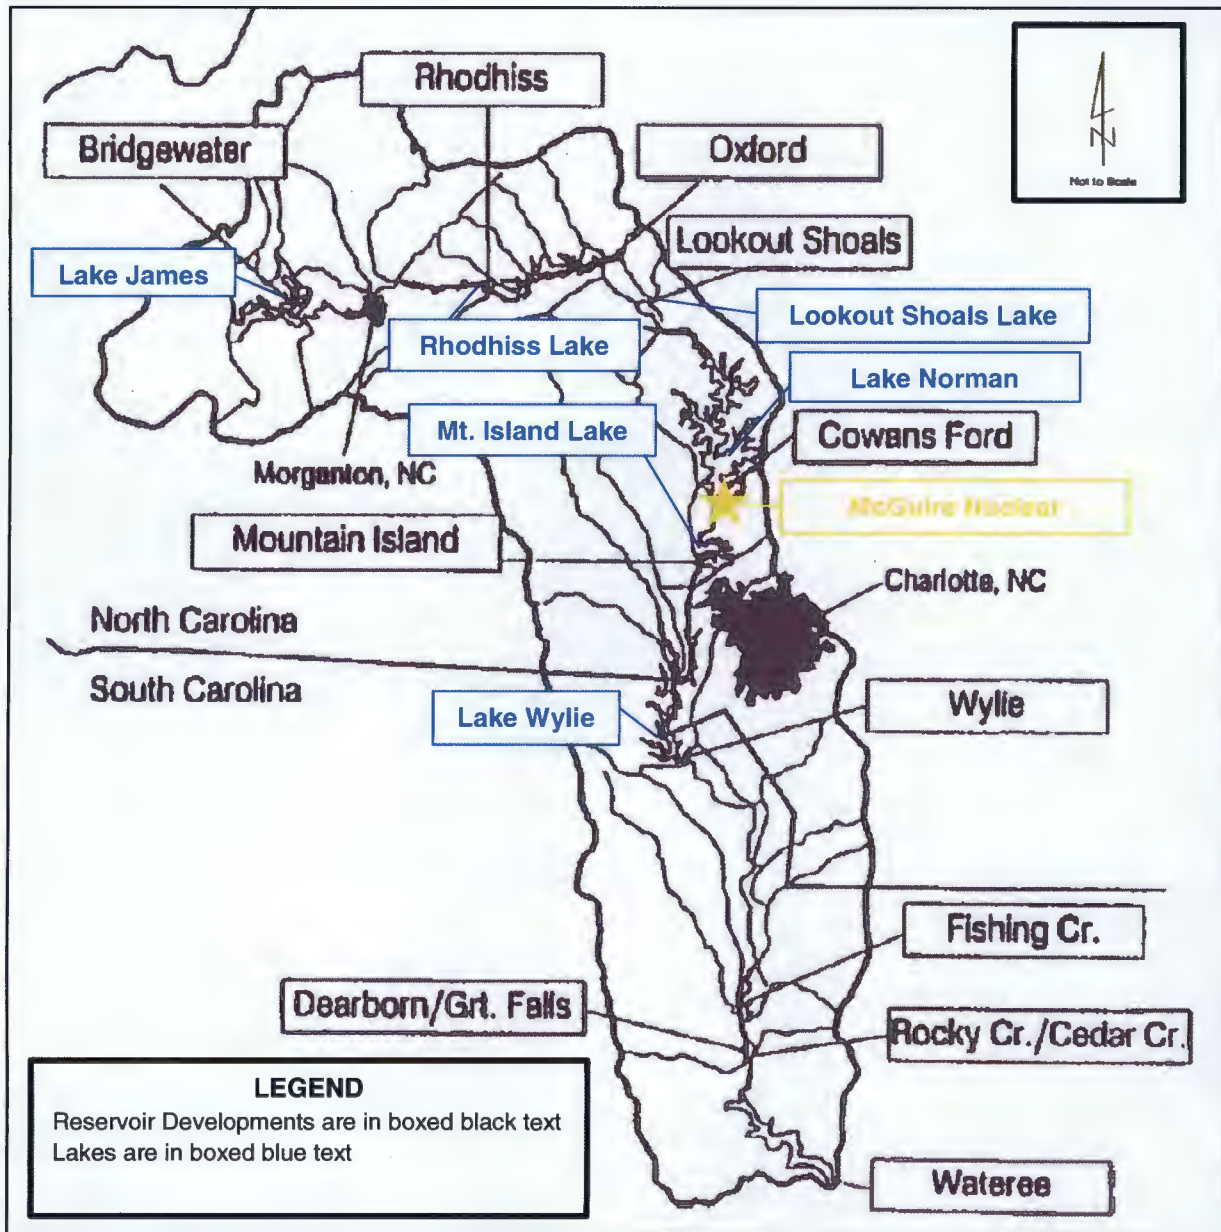 Rhodhiss
Bridgewater
Oxford
N
Not to Scale
Lookout Shoals
Lake James
Lookout Shoals Lake
Rhodhiss Lake
Lake Norman
Mt. Island Lake
Cowans Ford
Morganton, NC
McGuire Nuclear
Mountain Island
Charlotte, NC
North Carolina
South Carolina
Lake Wylie
Wylie
Fishing Cr.
Dearborn/Grt. Falls
Rocky Cr./Cedar Cr.
LEGEND
Reservoir Developments are in boxed black text
Lakes are in boxed blue text
Wateree